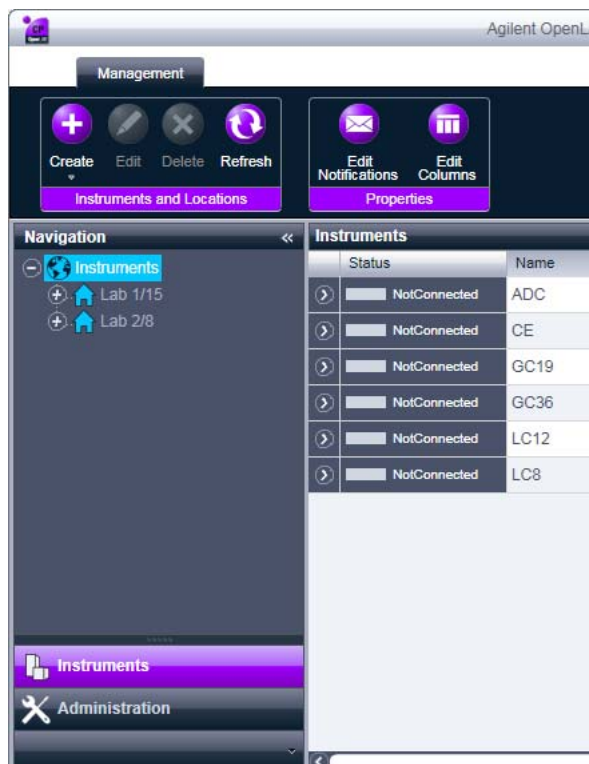 CP
Agilent OpenL
Management
Create Edit Delete Refresh
Instruments and Locations
Edit Notifications
Edit Columns
Properties
Navigation
Instruments
Lab 1/15
Lab 2/8
Instruments
Administration
Instruments
Status Name
NotConnected ADC
NotConnected CE
NotConnected GC19
NotConnected GC36
NotConnected LC12
NotConnected LC8